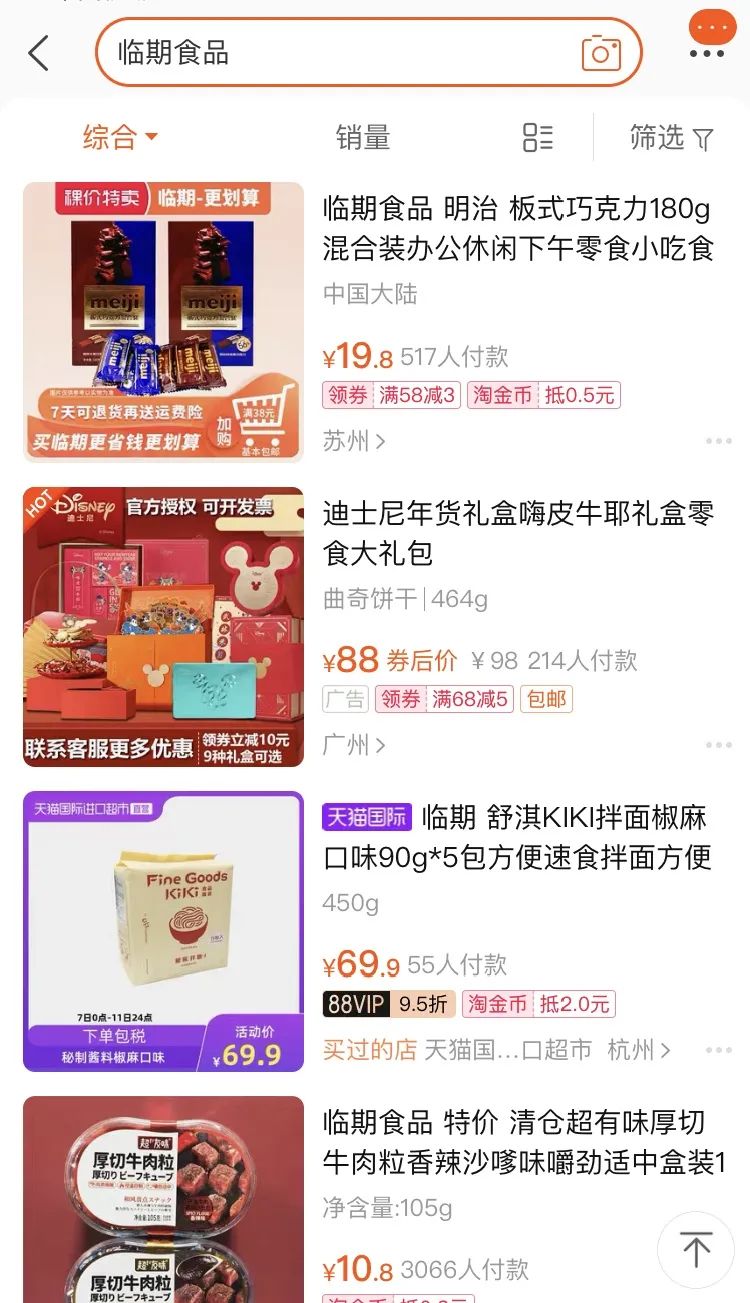 临期食品
综合
销量
筛选
裸价特卖 临期-更划算
meiji meiji
7天可退货再送运费险
买临期更省钱更划算
加购
满38元
基本包邮
临期食品 明治 板式巧克力180g
混合装办公休闲下午零食小吃食
中国大陆
¥19.8 517人付款
领券 满58减3 淘金币 抵0.5元
苏州
HOT
Disney
迪士尼
官方授权 可开发票
联系客服更多优惠
领券立减10元
9种礼盒可选
迪士尼年货礼盒嗨皮牛耶礼盒零
食大礼包
曲奇饼干 464g
¥88 券后价 ¥98 214人付款
广告 领券 满68减5 包邮
广州
天猫国际进口超市 自营
Fine Goods
KiKi
7日0点-11日24点
下单包税
秘制酱料椒麻口味
活动价
¥69.9
天猫国际 临期 舒淇KIKI拌面椒麻
口味90g*5包方便速食拌面方便
450g
¥69.9 55人付款
88VIP 9.5折 淘金币 抵2.0元
买过的店 天猫国...口超市 杭州
超友味
厚切牛肉粒
厚切りビーフキューブ
净含量:105克
超友味
厚切牛肉粒
厚切りビーフキューブ
临期食品 特价 清仓超有味厚切
牛肉粒香辣沙嗲味嚼劲适中盒装1
净含量:105g
¥10.8 3066人付款